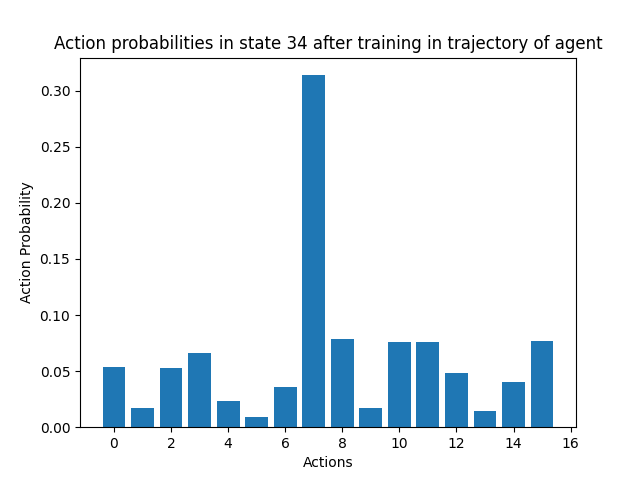 Action probabilities in state 34 after training in trajectory of agent
0.30
0.25
0.20
0.15
0.10
0.05
0.00
Action Probability
0 2 4 6 8 10 12 14 16
Actions